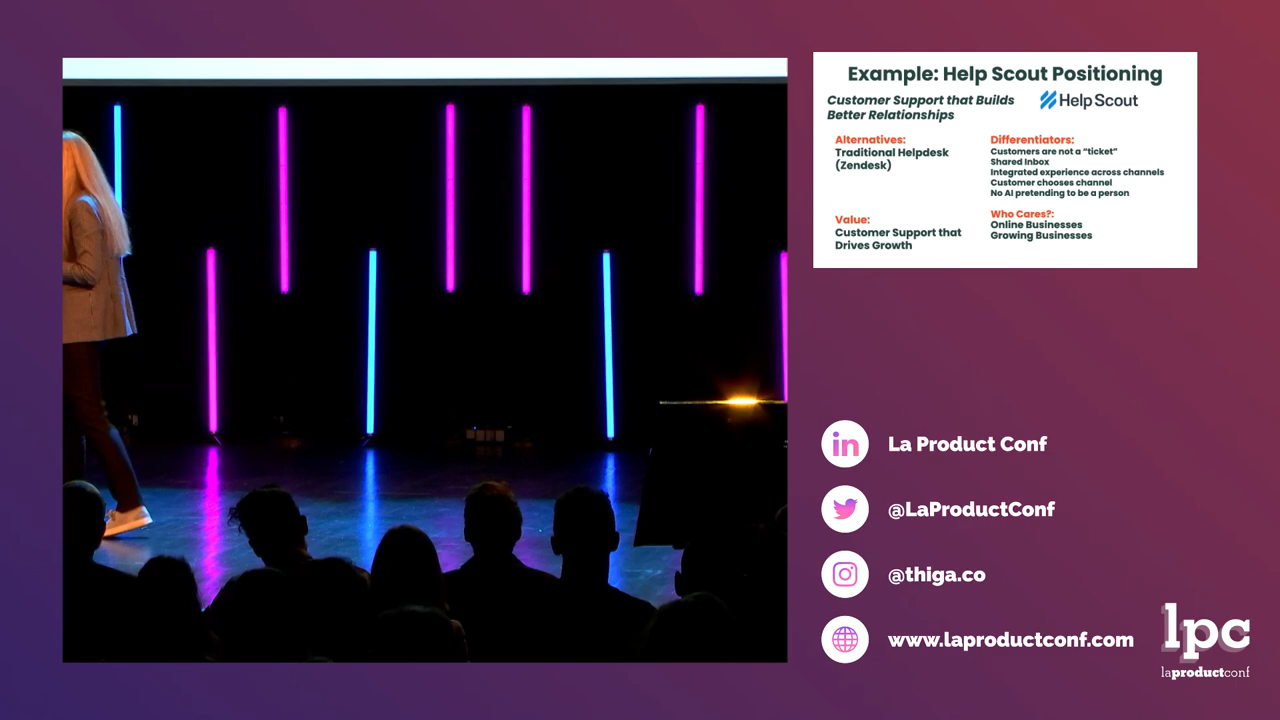 Example: Help Scout Positioning
Customer Support that Builds
Better Relationships
Help Scout
Alternatives:
Traditional Helpdesk
(Zendesk)
Value:
Customer Support that
Drives Growth
Differentiators:
Customers are not a “ticket”
Shared Inbox
Integrated experience across channels
Customer chooses channel
No AI pretending to be a person
Who Cares?:
Online Businesses
Growing Businesses
in La Product Conf
@LaProductConf
@thiga.co
www.laproductconf.com
lpc
laproductconf